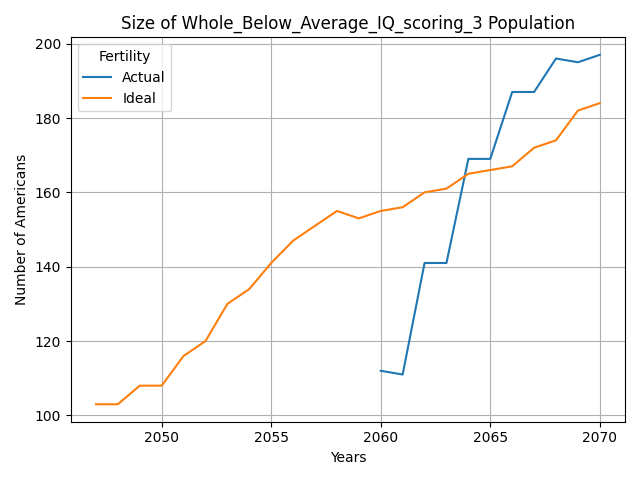 Size of Whole_Below_Average_IQ_scoring_3 Population
Fertility
Actual
Ideal
200
180
160
140
120
100
Number of Americans
2050 2055 2060 2065 2070
Years